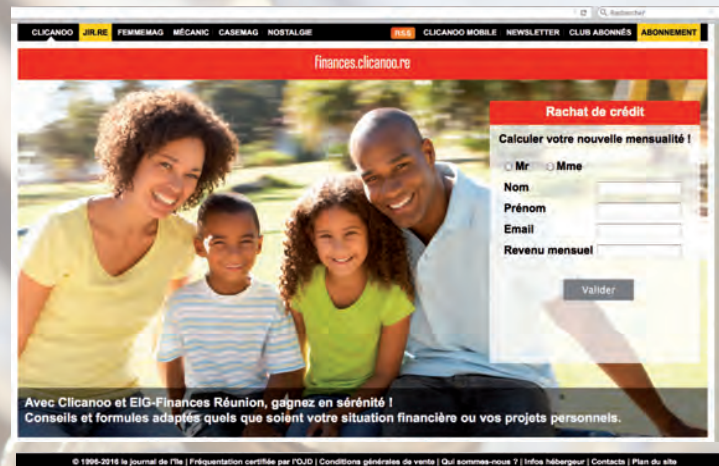 Rechercher
CLICANOO JIR.RE FEMMEMAG MÉCANIC CASEMAG NOSTALGIE RSS CLICANOO MOBILE NEWSLETTER CLUB ABONNÉS ABONNEMENT
finances.clicanoo.re
Rachat de crédit
Calculer votre nouvelle mensualité !
Mr Mme
Nom
Prénom
Email
Revenu mensuel
Valider
Avec Clicanoo et EIG-Finances Réunion, gagnez en sérénité !
Conseils et formules adaptés quels que soient votre situation financière ou vos projets personnels.
© 1996-2016 le journal de l'île | Fréquentation certifiée par l'OJD | Conditions générales de vente | Qui sommes-nous ? | Infos hébergeur | Contacts | Plan du site